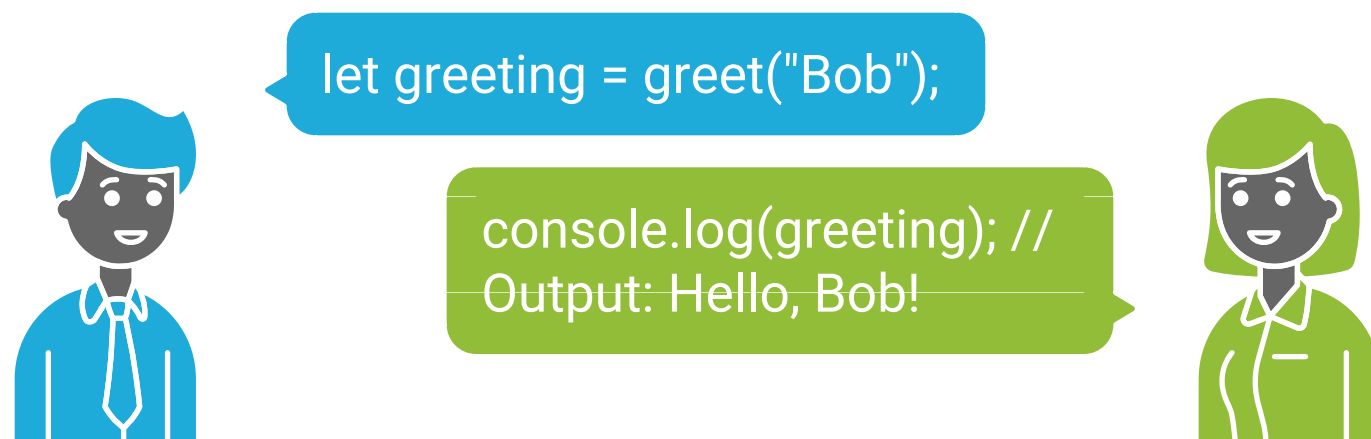 let greeting = greet("Bob");
console.log(greeting); //
Output: Hello, Bob!